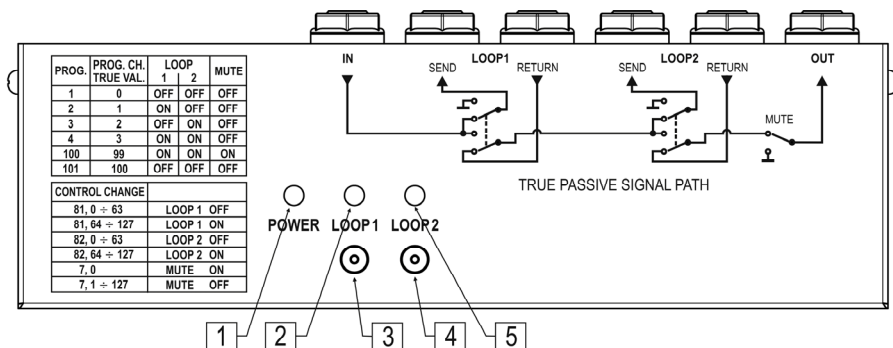 IN LOOP1 LOOP2 OUT
SEND RETURN SEND RETURN
MUTE
TRUE PASSIVE SIGNAL PATH
PROG. PROG. CH. TRUE VAL. LOOP 1 2 MUTE
1 0 OFF OFF OFF
2 1 ON OFF OFF
3 2 OFF ON OFF
4 3 ON ON OFF
100 99 ON ON ON
101 100 OFF OFF OFF
CONTROL CHANGE
81, 0 ÷ 63 LOOP 1 OFF
81, 64 ÷ 127 LOOP 1 ON
82, 0 ÷ 63 LOOP 2 OFF
82, 64 ÷ 127 LOOP 2 ON
7, 0 MUTE ON
7, 1 ÷ 127 MUTE OFF
POWER LOOP1 LOOP2
1 2 3 4 5